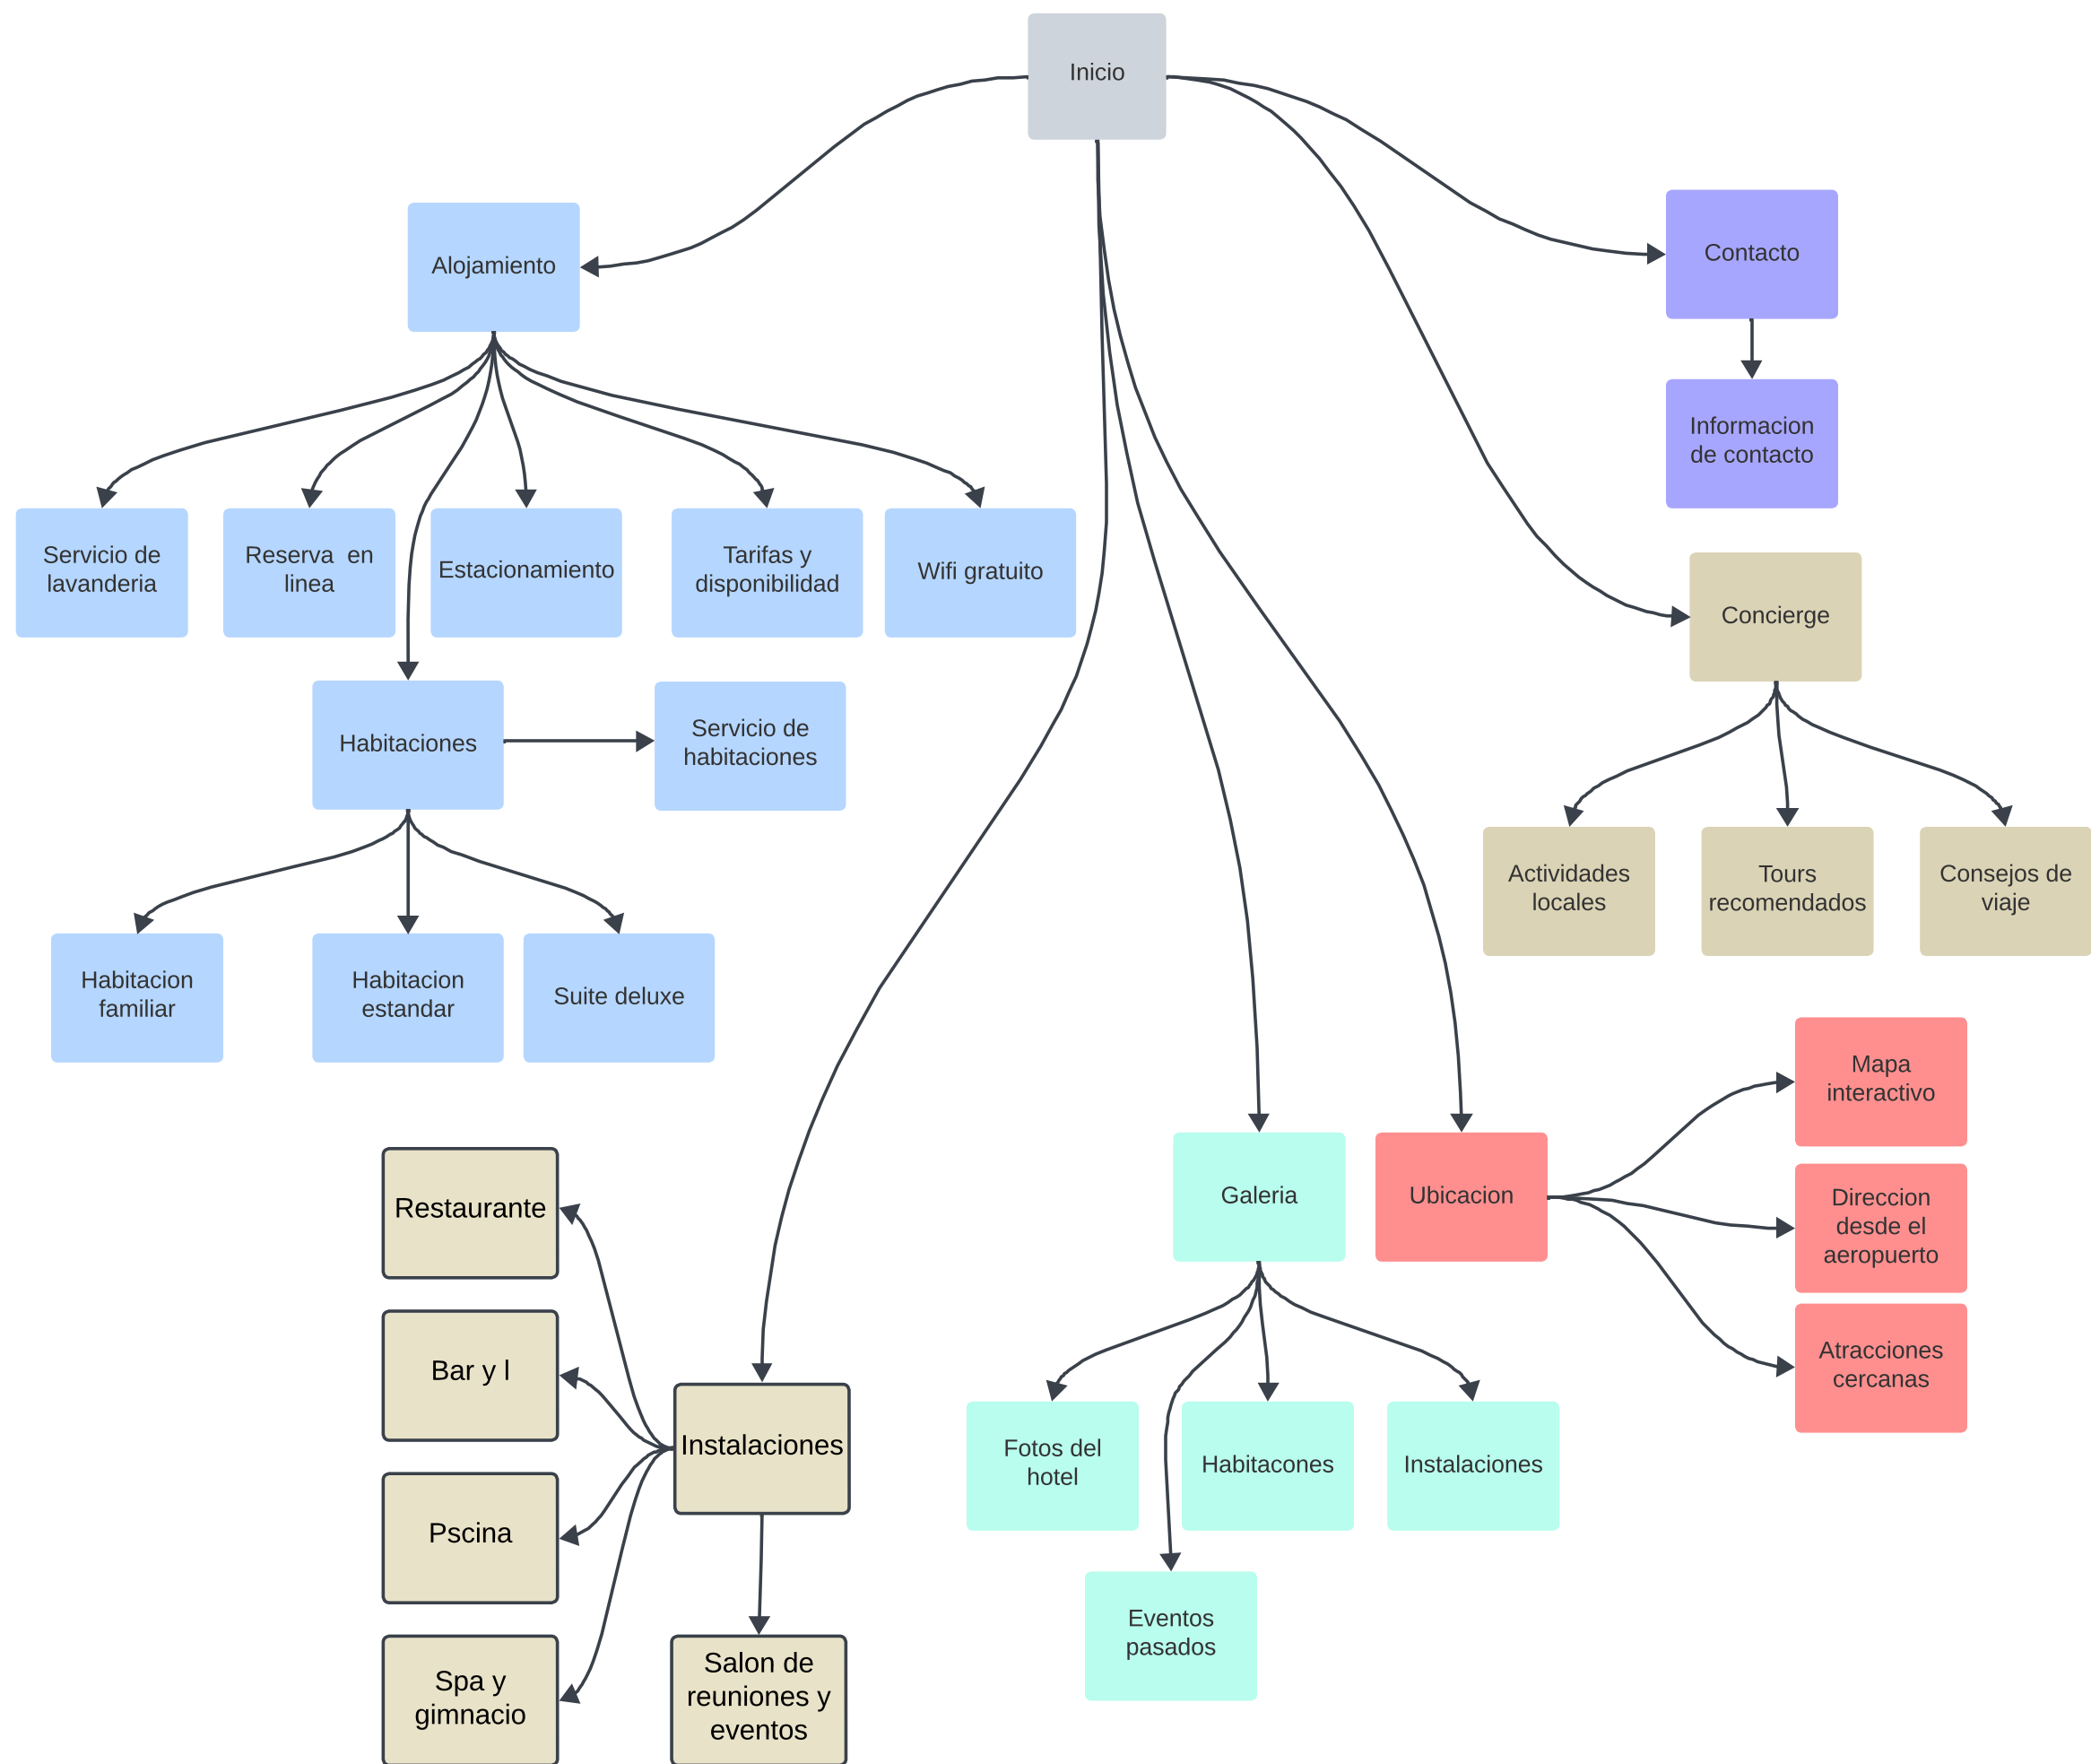 Inicio
Alojamiento
Contacto
Informacion
de contacto
Servicio de
lavanderia
Reserva  en
linea
Estacionamiento
Tarifas y
disponibilidad
Wifi gratuito
Concierge
Habitaciones
Servicio de
habitaciones
Actividades
locales
Tours
recomendados
Consejos de
viaje
Habitacion
familiar
Habitacion
estandar
Suite deluxe
Mapa
interactivo
Restaurante
Galeria
Ubicacion
Direccion
desde el
aeropuerto
Bar y l
Atracciones
cercanas
Instalaciones
Fotos del
hotel
Habitacones
Instalaciones
Pscina
Eventos
pasados
Spa y
gimnacio
Salon de
reuniones y
eventos